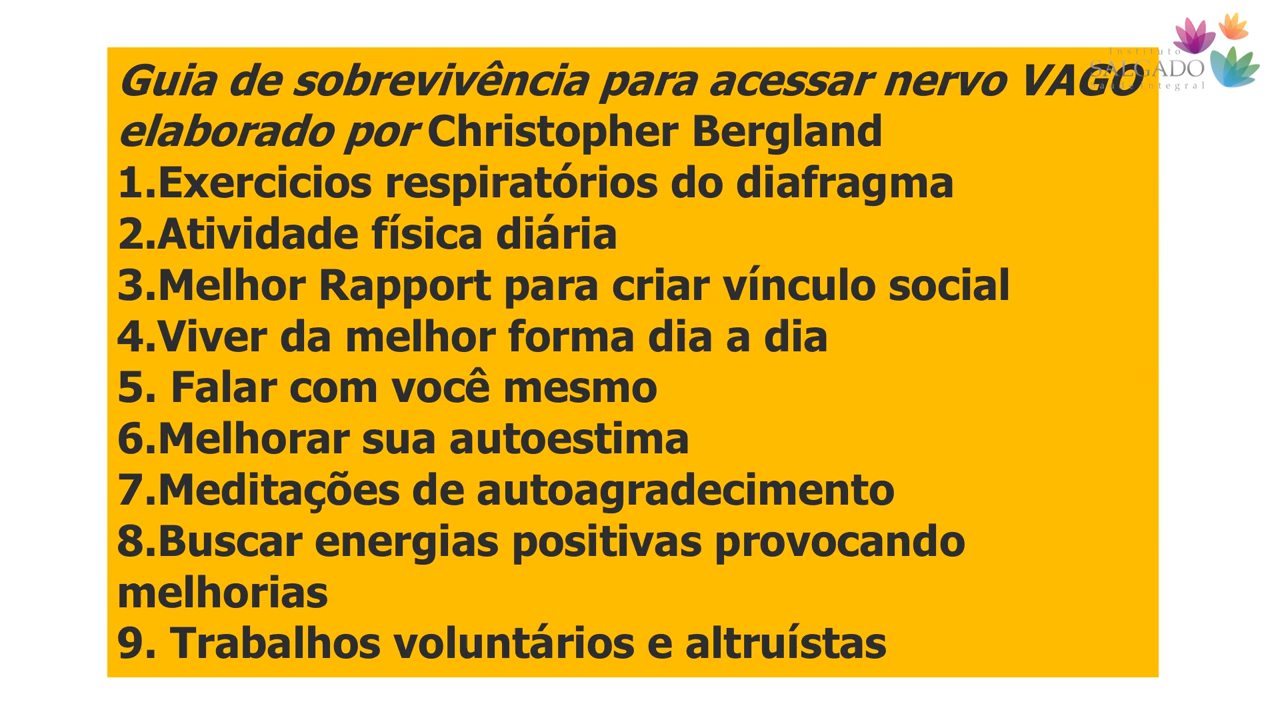 Instituto
SALGADO
Guia de sobrevivência para acessar nervo VAGO
elaborado por Christopher Bergland
1.Exercicios respiratórios do diafragma
2.Atividade física diária
3.Melhor Rapport para criar vínculo social
4.Viver da melhor forma dia a dia
5. Falar com você mesmo
6.Melhorar sua autoestima
7.Meditações de autoagradecimento
8.Buscar energias positivas provocando
melhorias
9. Trabalhos voluntários e altruístas